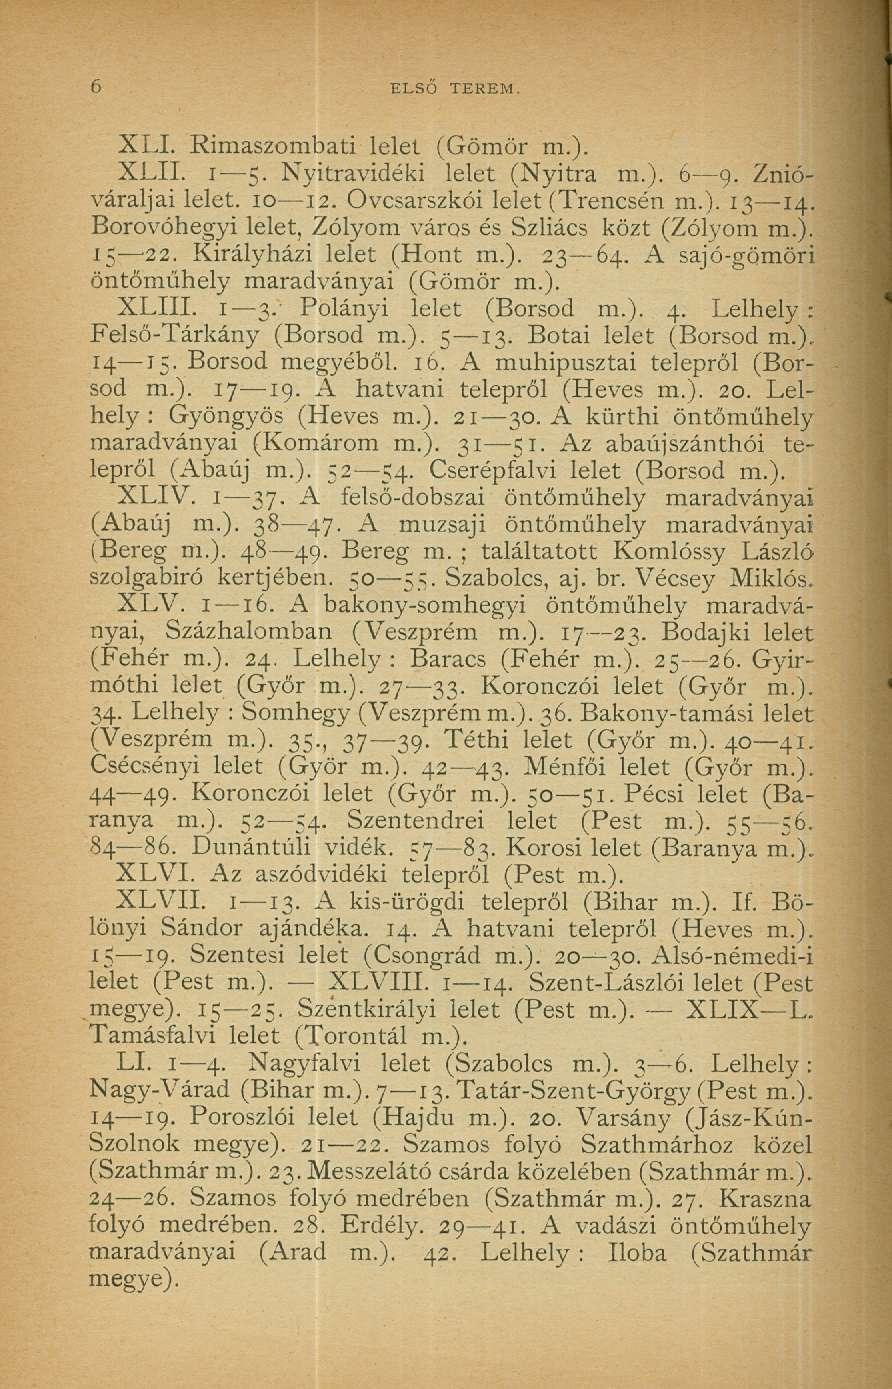 6 ELSŐ TEREM.
XLI. Rimaszombati lelet (Gömör m.).
XLII. 1—5. Nyitravidéki lelet (Nyitra m.). 6—9. Znió-
váraljai lelet. 10—12. Ovcsarszkói lelet (Trencsén m.). 13—14.
Borovóhegyi lelet, Zólyom város és Szliács közt (Zólyom m.).
15—22. Királyházi lelet (Hont m.). 23—64. A sajó-gömöri
öntőműhely maradványai (Gömör m.).
XLIII. 1—3. Polányi lelet (Borsod m.). 4. Lelhely :
Felső-Tárkány (Borsod m.). 5—13. Botai lelet (Borsod m.).
14—15. Borsod megyéből. 16. A muhipusztai telepről (Bor-
sod m.). 17—19. A hatvani telepről (Heves m.). 20. Lel-
hely : Gyöngyös (Heves m.). 21—30. A kürthi öntőműhely
maradványai (Komárom m.). 31—51. Az abaújszánthói te-
lepről (Abaúj m.). 52—54. Cserépfalvi lelet (Borsod m.).
XLIV. 1—37. A felső-dobszai öntőműhely maradványai
(Abaúj m.). 38—47. A muzsaji öntőműhely maradványai
(Bereg m.). 48—49. Bereg m. ; találtatott Komlóssy László
szolgabiró kertjében. 50—55. Szabolcs, aj. br. Vécsey Miklós.
XLV. 1—16. A bakony-somhegyi öntőműhely maradvá-
nyai, Százhalomban (Veszprém m.). 17—23. Bodajki lelet
(Fehér m.). 24. Lelhely : Baracs (Fehér m.). 25—26. Gyir-
móthi lelet (Győr m.). 27—33. Koronczói lelet (Győr m.).
34. Lelhely : Somhegy (Veszprém m.). 36. Bakony-tamási lelet
(Veszprém m.). 35., 37—39. Téthi lelet (Győr m.). 40—41.
Csécsényi lelet (Györ m.). 42—43. Ménfői lelet (Győr m.).
44—49. Koronczói lelet (Győr m.). 50—51. Pécsi lelet (Ba-
ranya m.). 52—54. Szentendrei lelet (Pest m.). 55—56.
84—86. Dunántúli vidék. 57—83. Korosi lelet (Baranya m.).
XLVI. Az aszódvidéki telepről (Pest m.).
XLVII. 1—13. A kis-ürögdi telepről (Bihar m.). If. Bö-
lönyi Sándor ajándéka. 14. A hatvani telepről (Heves m.).
15—19. Szentesi lelet (Csongrád m.). 20—30. Alsó-némedi-i
lelet (Pest m.). — XLVIII. 1—14. Szent-Lászlói lelet (Pest
megye). 15—25. Szentkirályi lelet (Pest m.). — XLIX—L.
Tamásfalvi lelet (Torontál m.).
LI. 1—4. Nagyfalvi lelet (Szabolcs m.). 3—6. Lelhely :
Nagy-Várad (Bihar m.). 7—13. Tatár-Szent-György (Pest m.).
14—19. Poroszlói lelet (Hajdu m.). 20. Varsány (Jász-Kún-
Szolnok megye). 21—22. Szamos folyó Szathmárhoz közel
(Szathmár m.). 23. Messzelátó csárda közelében (Szathmár m.).
24—26. Szamos folyó medrében (Szathmár m.). 27. Kraszna
folyó medrében. 28. Erdély. 29—41. A vadászi öntőműhely
maradványai (Arad m.). 42. Lelhely : Iloba (Szathmár
megye).